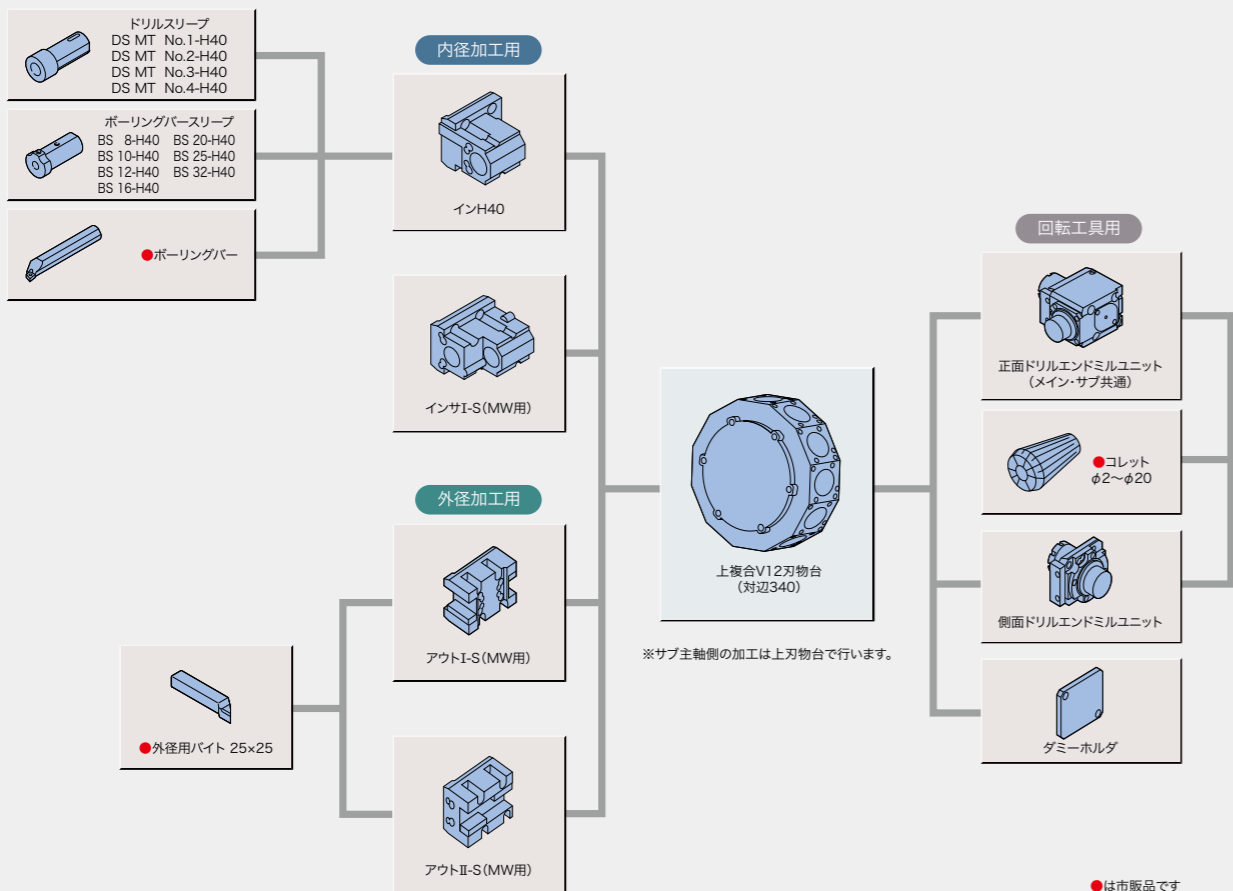 ドリルスリーブ
DS MT No.1-H40
DS MT No.2-H40
DS MT No.3-H40
DS MT No.4-H40
ボーリングバースリーブ
BS 8-H40 BS 20-H40
BS 10-H40 BS 25-H40
BS 12-H40 BS 32-H40
BS 16-H40
●ボーリングバー
内径加工用
インH40
インサI-S(MW用)
外径加工用
アウトI-S(MW用)
●外径用バイト 25×25
アウトⅡ-S(MW用)
上複合V12刃物台
(対辺340)
※サブ主軸側の加工は上刃物台で行います。
回転工具用
正面ドリルエンドミルユニット
(メイン・サブ共通)
●コレット
φ2〜φ20
側面ドリルエンドミルユニット
ダミーホルダ
●は市販品です